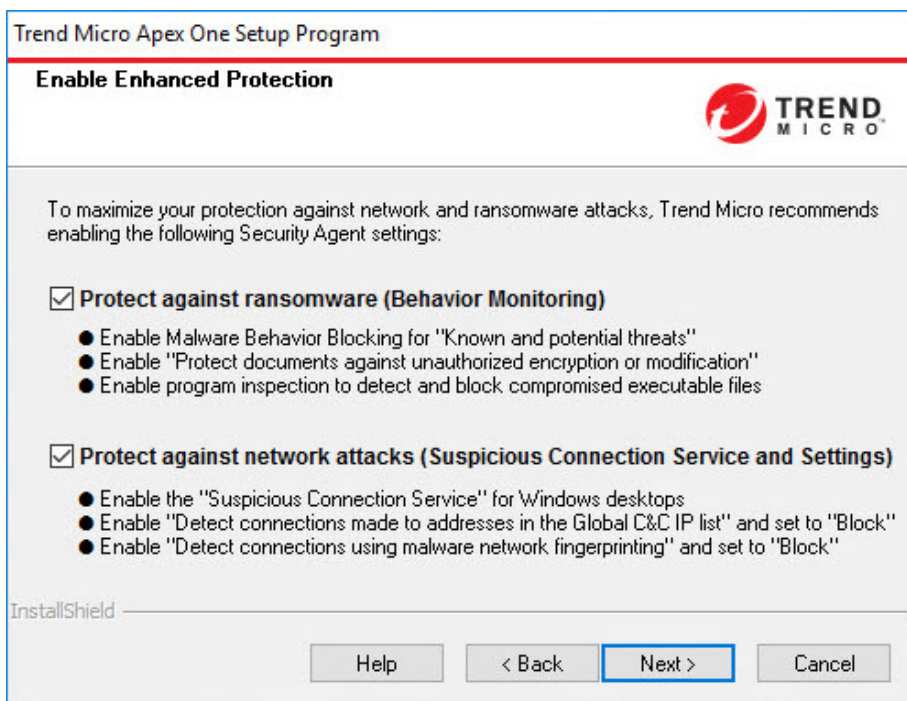 Trend Micro Apex One Setup Program
Enable Enhanced Protection
TREND
MICRO™
To maximize your protection against network and ransomware attacks, Trend Micro recommends
enabling the following Security Agent settings:
Protect against ransomware (Behavior Monitoring)
● Enable Malware Behavior Blocking for "Known and potential threats"
● Enable "Protect documents against unauthorized encryption or modification"
● Enable program inspection to detect and block compromised executable files
Protect against network attacks (Suspicious Connection Service and Settings)
● Enable the "Suspicious Connection Service" for Windows desktops
● Enable "Detect connections made to addresses in the Global C&C IP list" and set to "Block"
● Enable "Detect connections using malware network fingerprinting" and set to "Block"
InstallShield
Help
< Back
Next >
Cancel